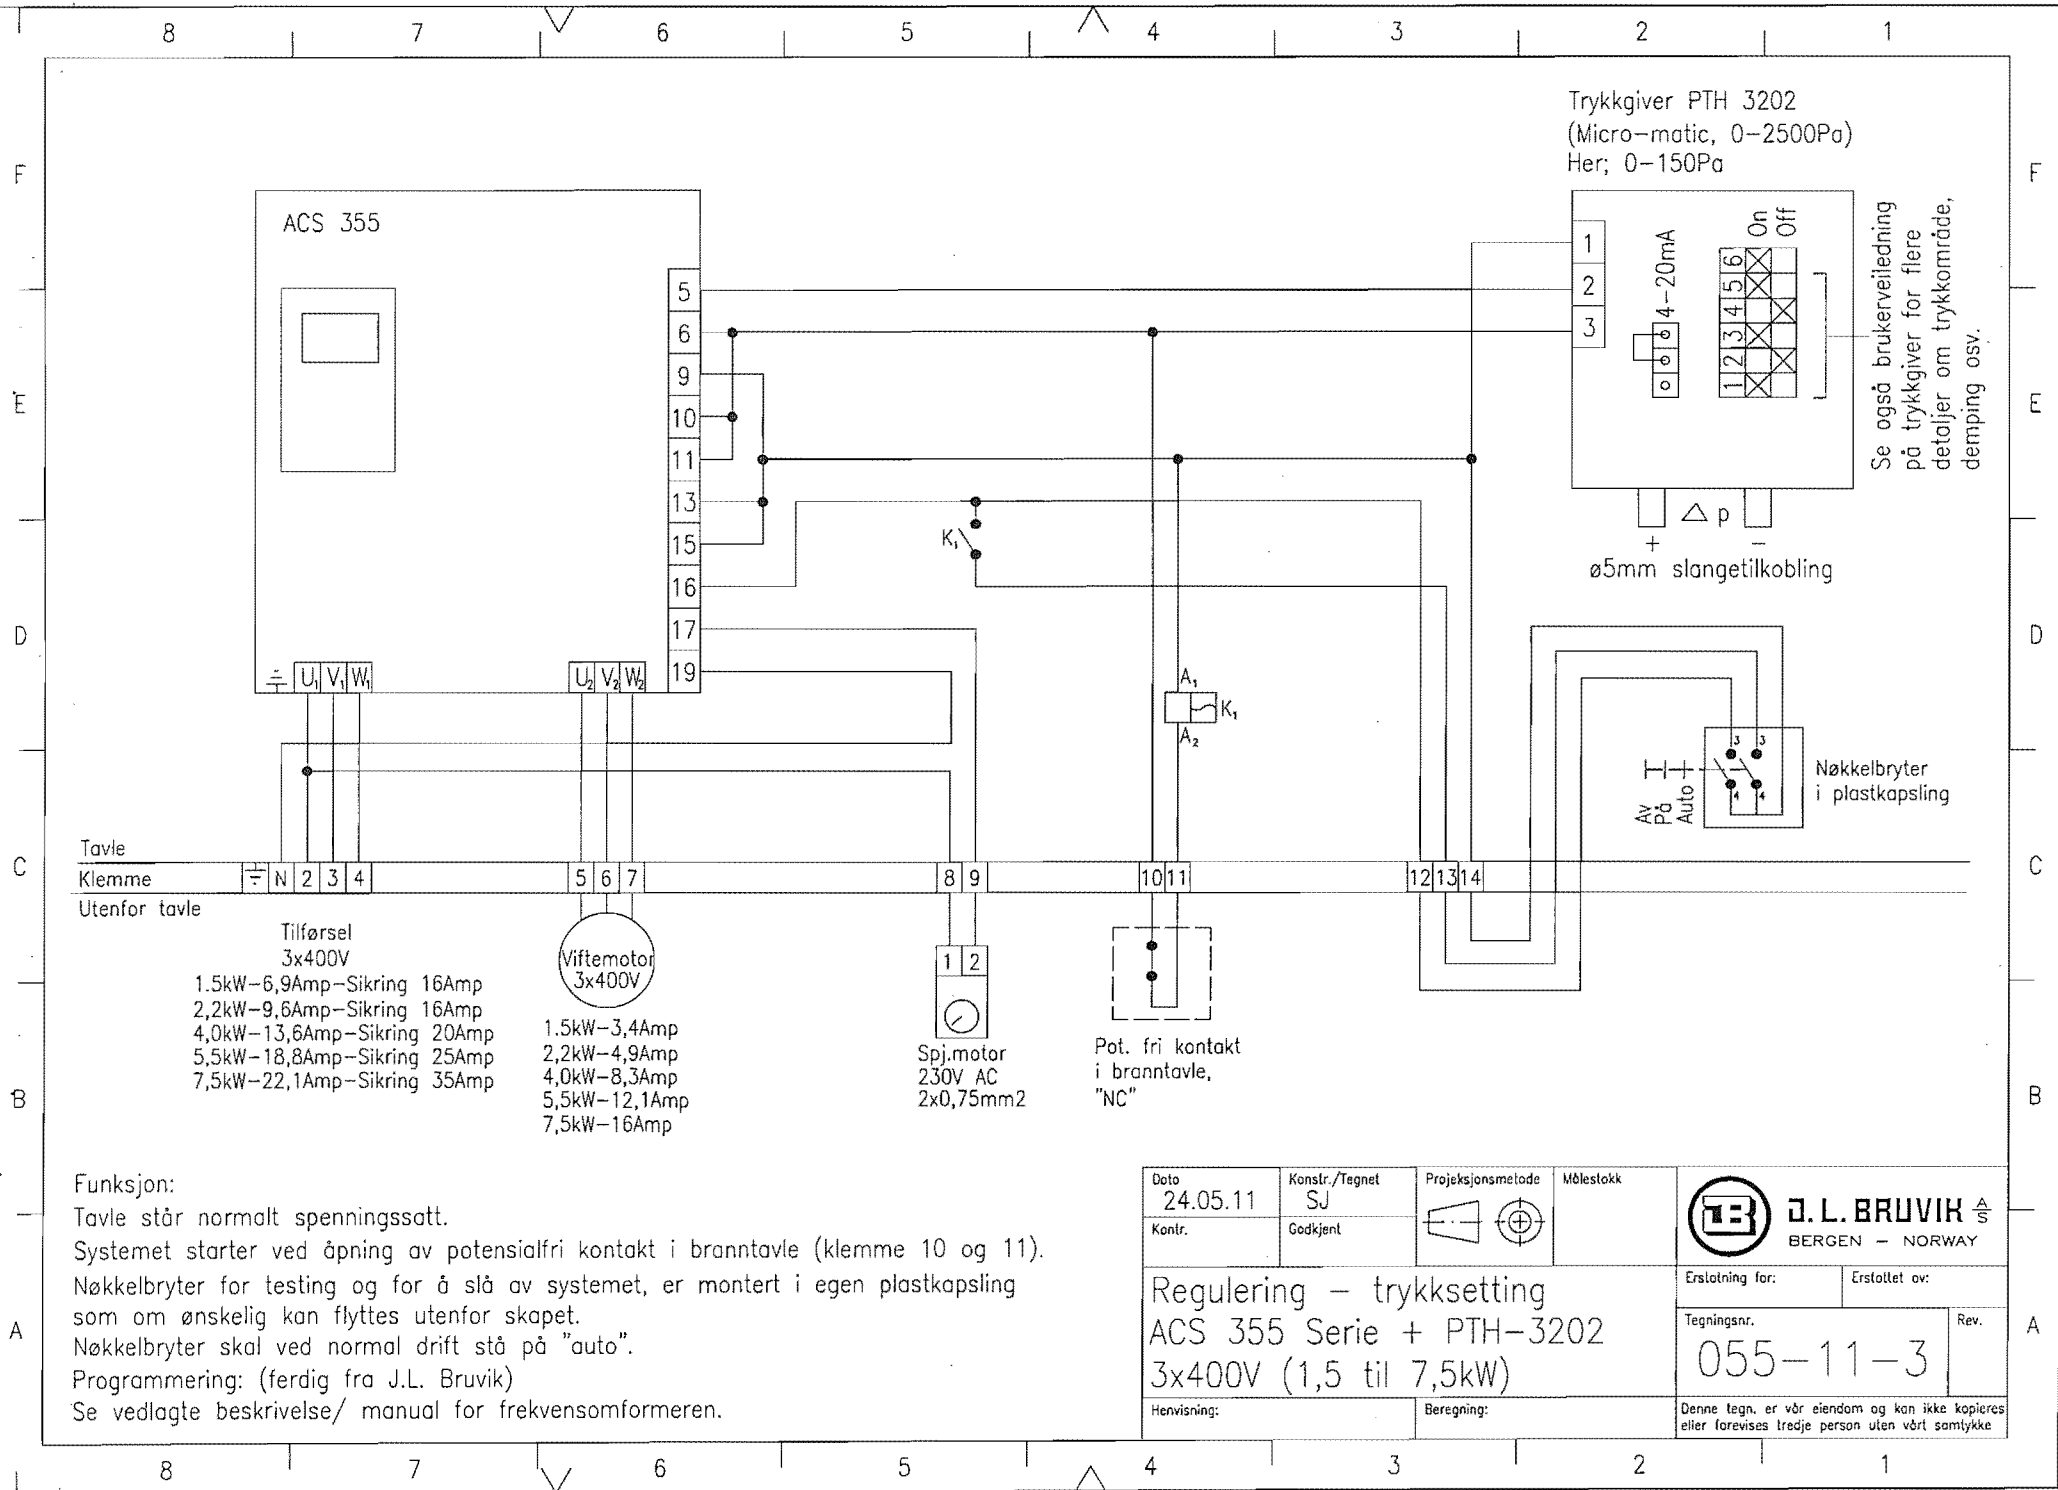 8 7 6 5 4 3 2 1
F
E
D
C
B
A
F
E
D
C
B
A
Trykkgiver PTH 3202
(Micro-matic, 0-2500Pa)
Her; 0-150Pa
ACS 355
5
6
9
10
11
13
15
16
17
19
1
2
3
4-20mA
On
Off
1 2 3 4 5 6
Se også brukerveiledning
på trykkgiver for flere
detaljer om trykkområde,
demping osv.
△ p
+ -
ø5mm slangetilkobling
K₁
U₁ V₁ W₁
U₂ V₂ W₂
A₁
K₁
A₂
3 3
4 4
Av
På
Auto
Nøkkelbryter
i plastkapsling
Tavle
Klemme
N 2 3 4 5 6 7 8 9 10 11 12 13 14
Utenfor tavle
Tilførsel
3x400V
1.5kW-6,9Amp-Sikring 16Amp
2,2kW-9,6Amp-Sikring 16Amp
4,0kW-13,6Amp-Sikring 20Amp
5,5kW-18,8Amp-Sikring 25Amp
7,5kW-22,1Amp-Sikring 35Amp
Viftemotor
3x400V
1.5kW-3,4Amp
2,2kW-4,9Amp
4,0kW-8,3Amp
5,5kW-12,1Amp
7,5kW-16Amp
1 2
Spj.motor
230V AC
2x0,75mm2
Pot. fri kontakt
i branntavle,
"NC"
Funksjon:
Tavle står normalt spenningssatt.
Systemet starter ved åpning av potensialfri kontakt i branntavle (klemme 10 og 11).
Nøkkelbryter for testing og for å slå av systemet, er montert i egen plastkapsling
som om ønskelig kan flyttes utenfor skapet.
Nøkkelbryter skal ved normal drift stå på "auto".
Programmering: (ferdig fra J.L. Bruvik)
Se vedlagte beskrivelse/ manual for frekvensomformeren.
Dato
24.05.11
Konstr./Tegnet
SJ
Projeksjonsmetode
Målestokk
Kontr.
Godkjent
B
J.L. BRUVIK A/S
BERGEN - NORWAY
Regulering - trykksetting
ACS 355 Serie + PTH-3202
3x400V (1,5 til 7,5kW)
Erstatning for:
Erstattet av:
Tegningsnr.
055-11-3
Rev.
Henvisning:
Beregning:
Denne tegn. er vår eiendom og kan ikke kopieres
eller forevises tredje person uten vårt samtykke
8 7 6 5 4 3 2 1